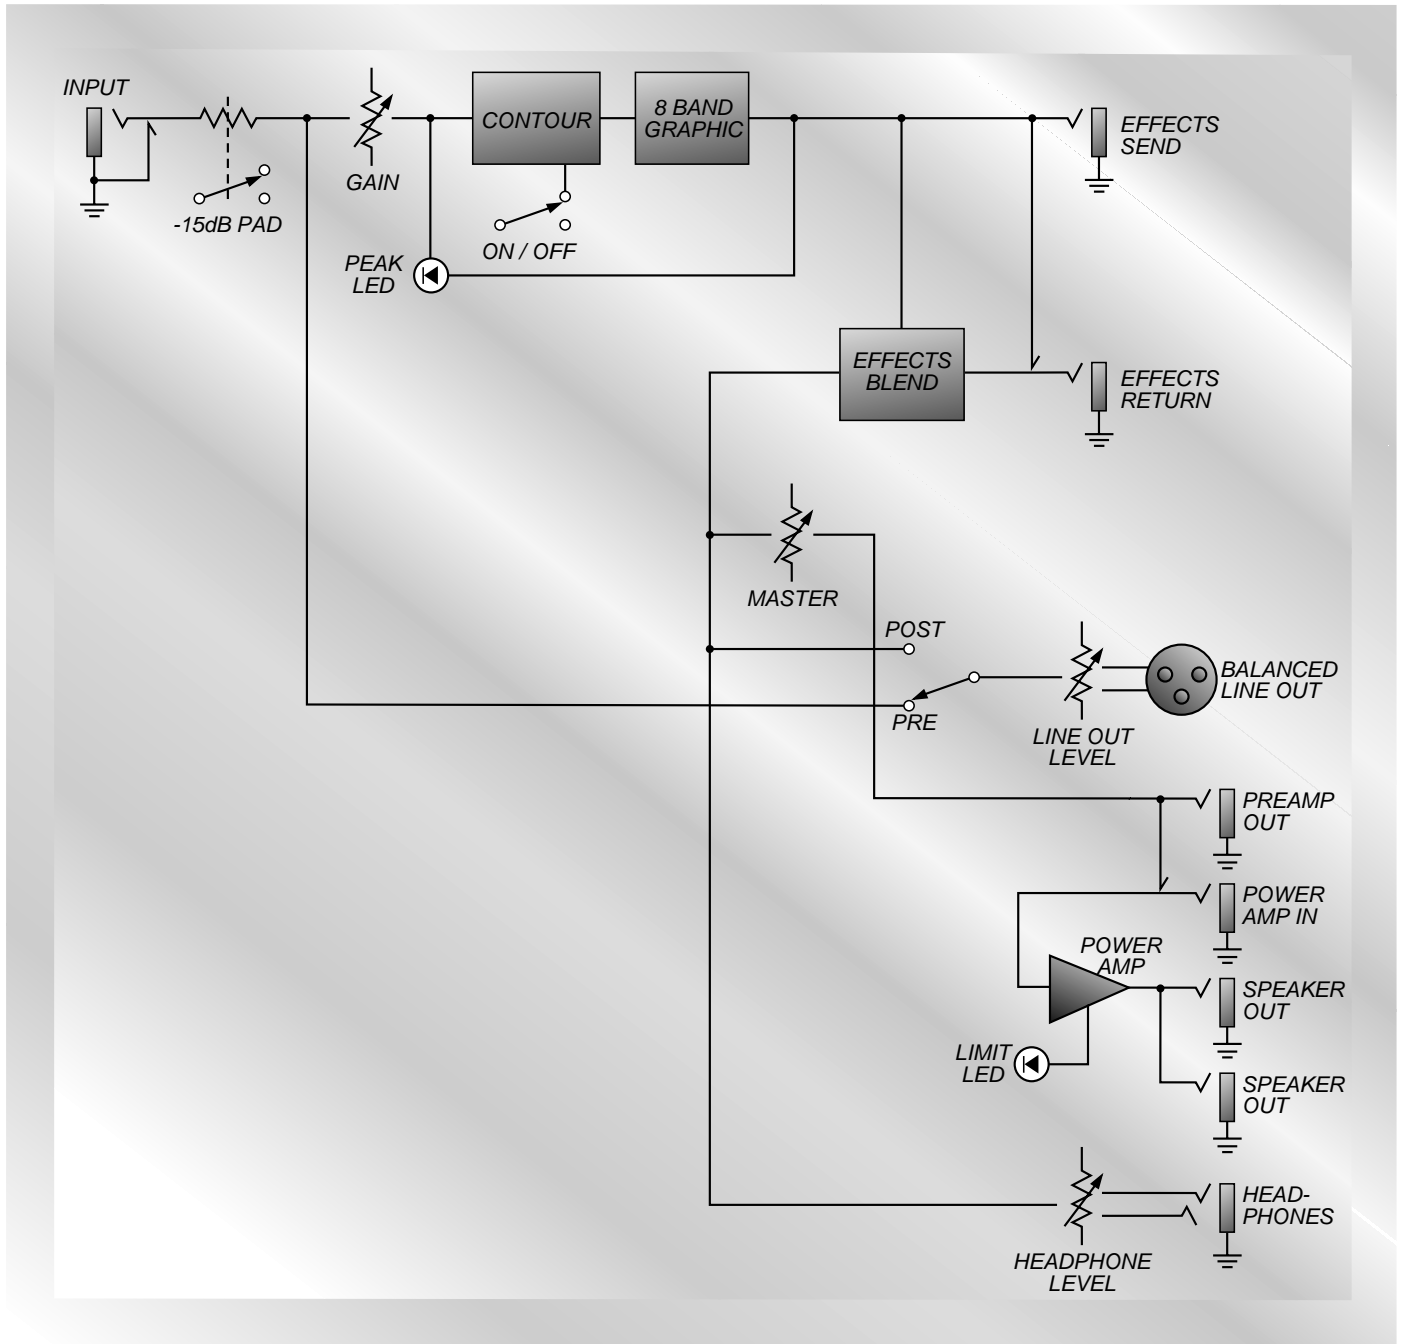 INPUT
GAIN
-15dB PAD
CONTOUR
ON / OFF
8 BAND
GRAPHIC
PEAK
LED
EFFECTS
SEND
EFFECTS
BLEND
EFFECTS
RETURN
MASTER
POST
PRE
LINE OUT
LEVEL
BALANCED
LINE OUT
PREAMP
OUT
POWER
AMP IN
POWER
AMP
SPEAKER
OUT
LIMIT
LED
SPEAKER
OUT
HEAD-
PHONES
HEADPHONE
LEVEL